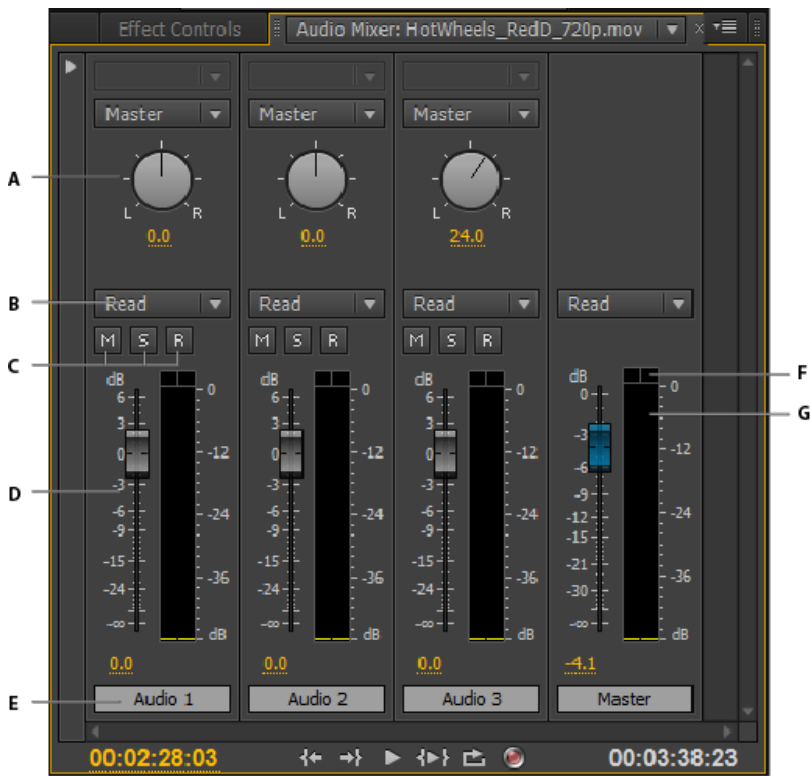 Effect Controls
Audio Mixer: HotWheels_RedD_720p.mov
Master Master Master
A
L R L R L R
0.0 0.0 24.0
B
Read Read Read Read
M S R M S R M S R
C
dB dB dB dB
F
G
6 3 0 -3 -6 -9 -15 -24 -∞
0 -12 -24 -36 dB
6 3 0 -3 -6 -9 -15 -24 -∞
0 -12 -24 -36 dB
6 3 0 -3 -6 -9 -15 -24 -∞
0 -12 -24 -36 dB
0 -3 -6 -9 -12 -15 -21 -30 -∞
0 -12 -24 -36 dB
D
0.0 0.0 0.0 -4.1
E
Audio 1 Audio 2 Audio 3 Master
00:02:28:03 00:03:38:23